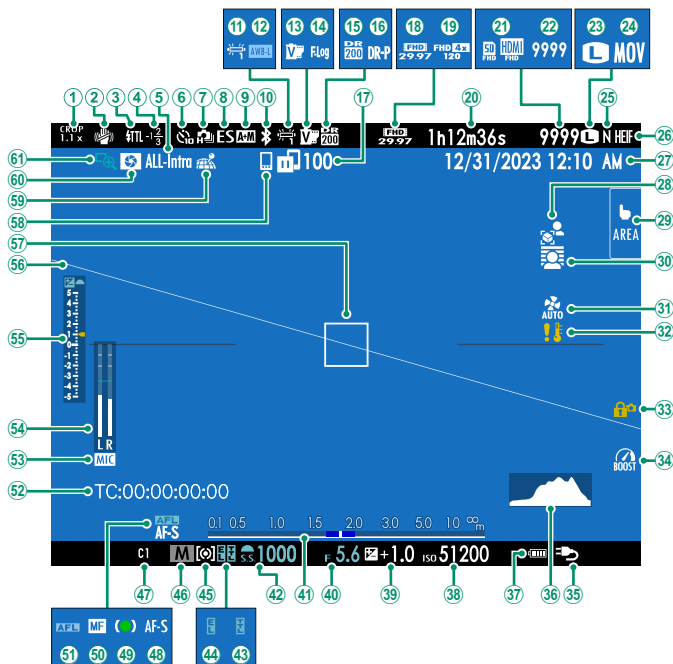 11 12 13 14 15 16 18 19 21 22 23 24
AWB-L V F-Log DR 200 DR-P FHD 29.97 FHD 4x 120 SD FHD HDMI FHD 9999 L MOV
1 2 3 4 5 6 7 8 9 10 17 20 25
CROP 1.1 x TTL -1 2/3 10 H ES A+M V DR 200 FHD 29.97 1h12m36s 9999 L N HEIF 26
61 60 ALL-Intra 59 58 100 12/31/2023 12:10 AM 27
28
29 AREA
57
30
56
5
4
3
2
1
0
-1
-2
-3
-4
-5
55
31 AUTO
32
33
54
L R
53 MIC
34 BOOST
52 TC:00:00:00:00
AFL
AF-S
0.1 0.5 1.0 1.5 2.0 3.0 5.0 10 ∞ m
36
C1 M S.S 1000 F 5.6 +1.0 ISO 51200
47 46 45 42 41 40 39 38 37 35
AFL MF AF-S
51 50 49 48 44 43